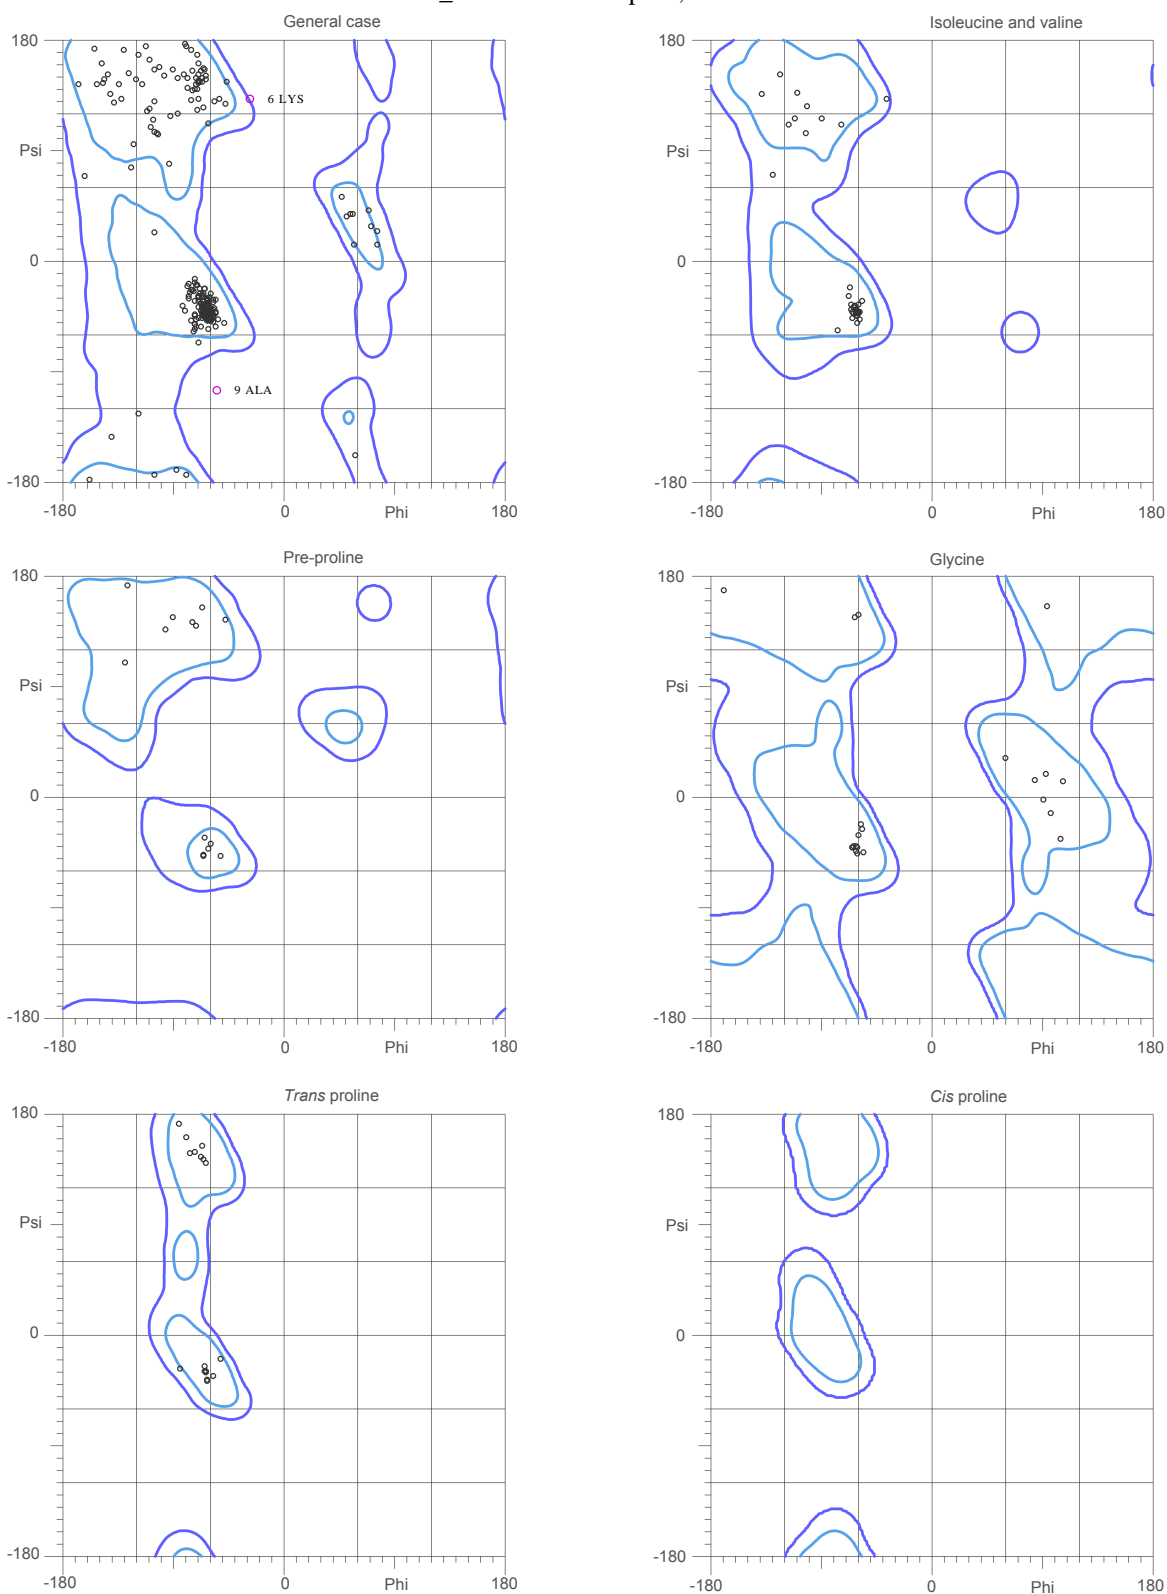 General case
Isoleucine and valine
180
Psi
0
-180
-180
0
Phi
180
6 LYS
9 ALA
180
Psi
0
-180
-180
0
Phi
180
Pre-proline
Glycine
180
Psi
0
-180
-180
0
Phi
180
180
Psi
0
-180
-180
0
Phi
180
Trans proline
Cis proline
180
Psi
0
-180
-180
0
Phi
180
180
Psi
0
-180
-180
0
Phi
180